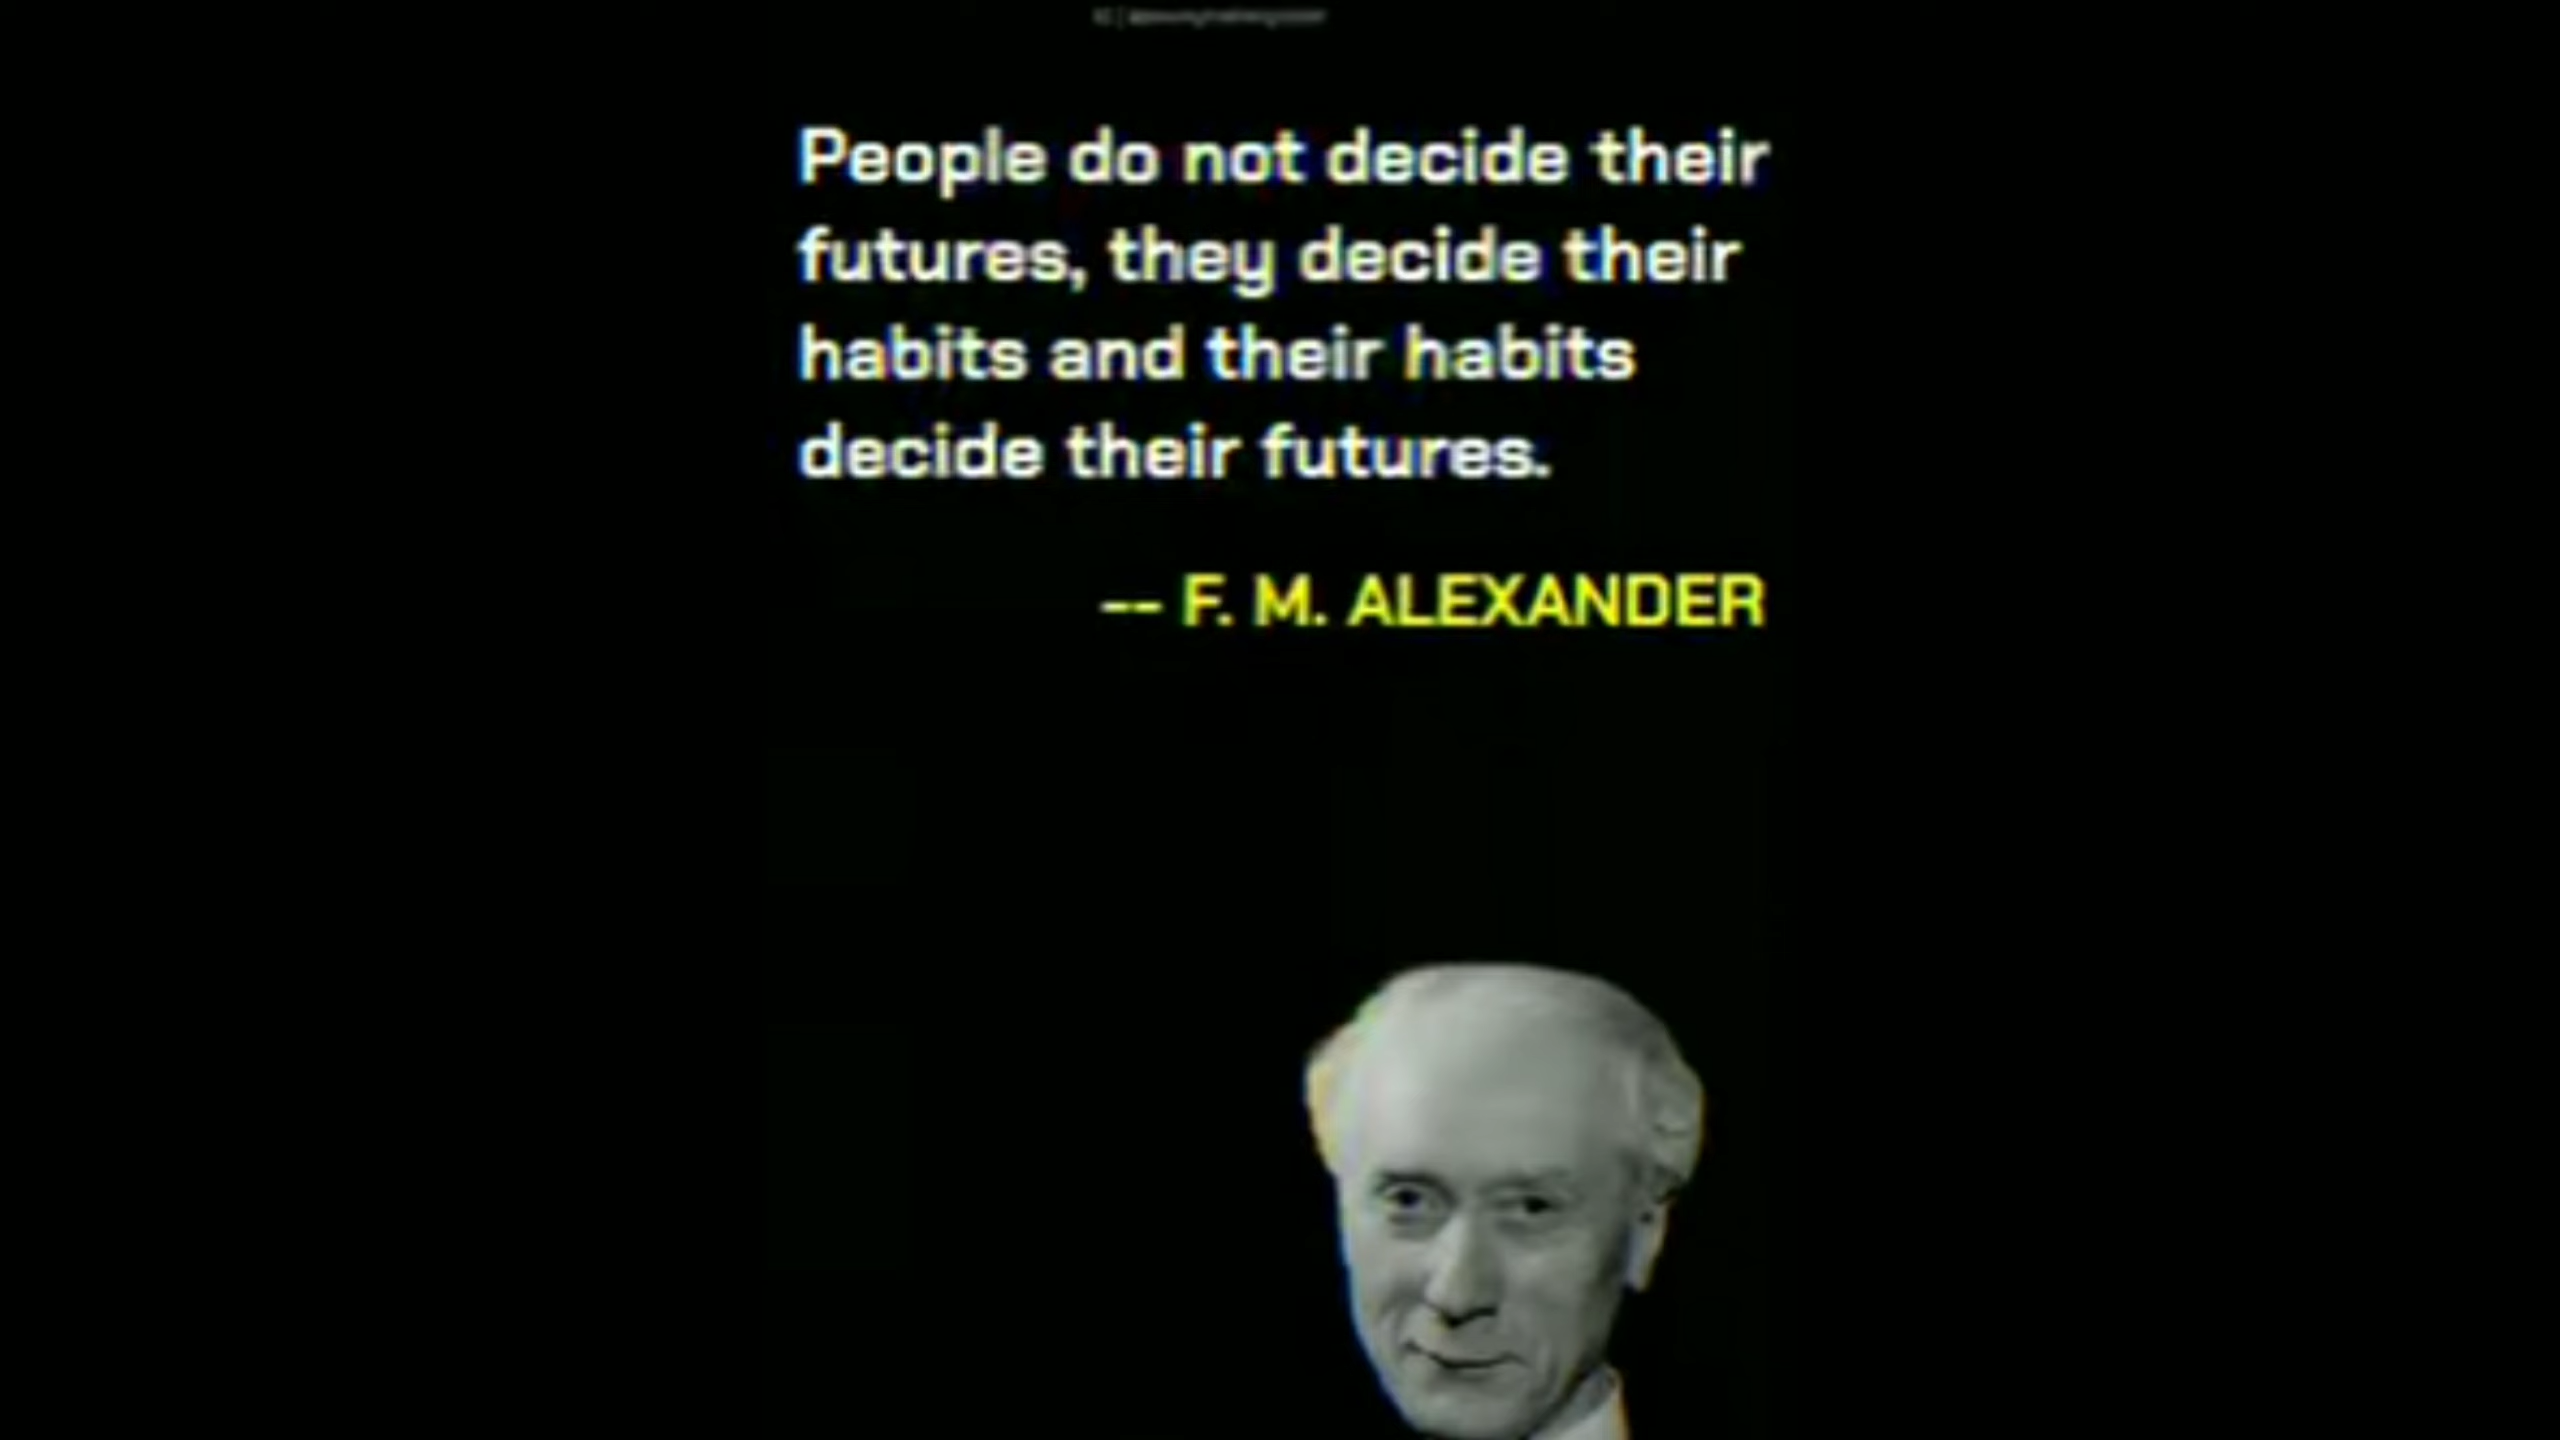 People do not decide their
futures, they decide their
habits and their habits
decide their futures.
-- F. M. ALEXANDER